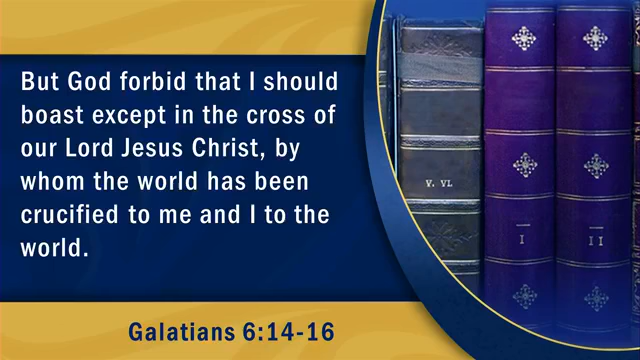 But God forbid that I should
boast except in the cross of
our Lord Jesus Christ, by
whom the world has been
crucified to me and I to the
world.
Galatians 6:14-16
V. VL
I
II